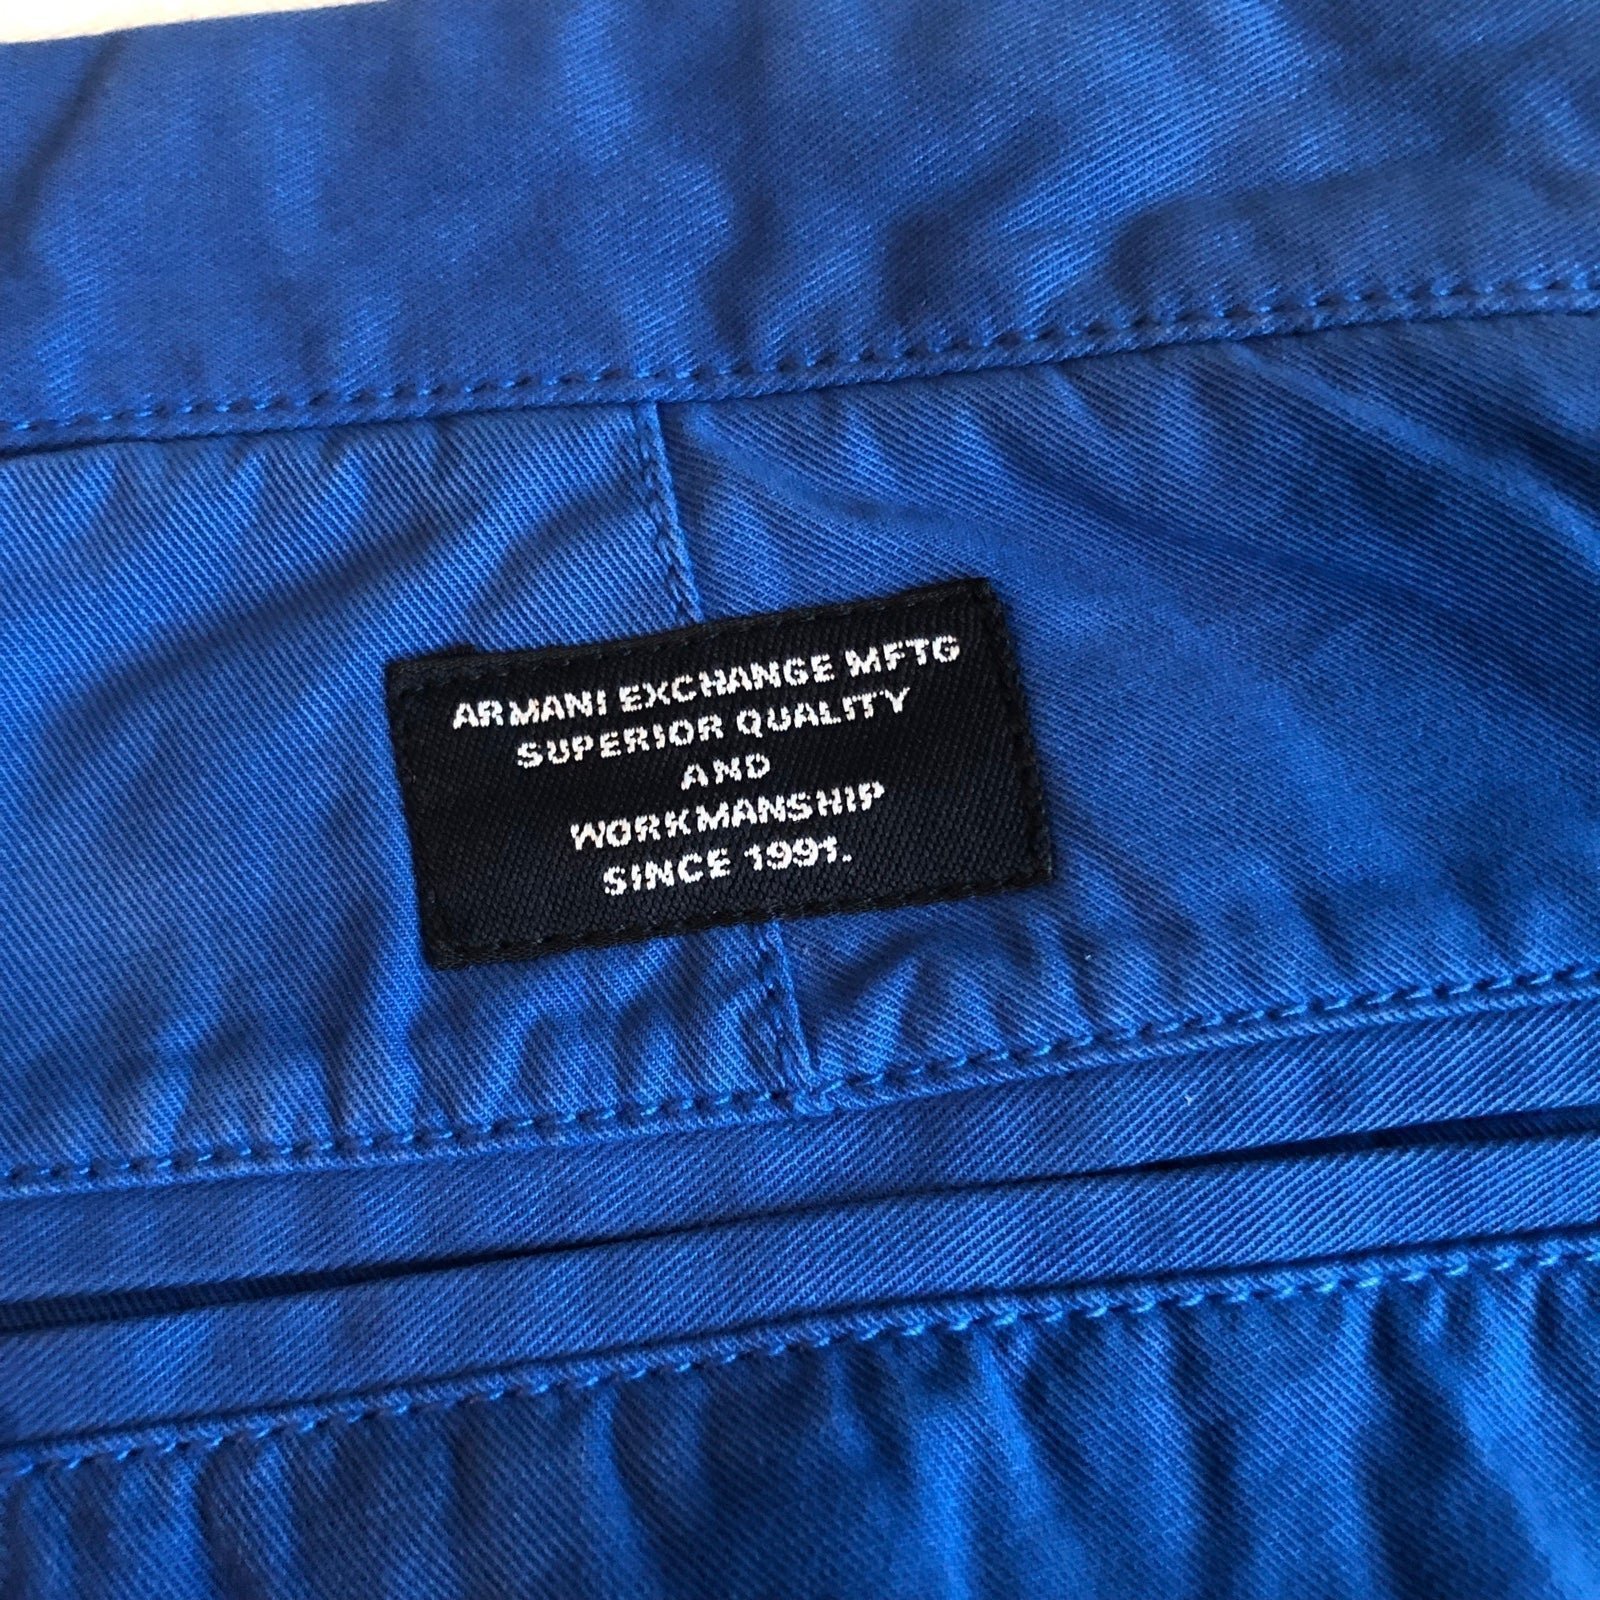 ARMANI EXCHANGE MFTG
SUPERIOR QUALITY
AND
WORKMANSHIP
SINCE 1991.